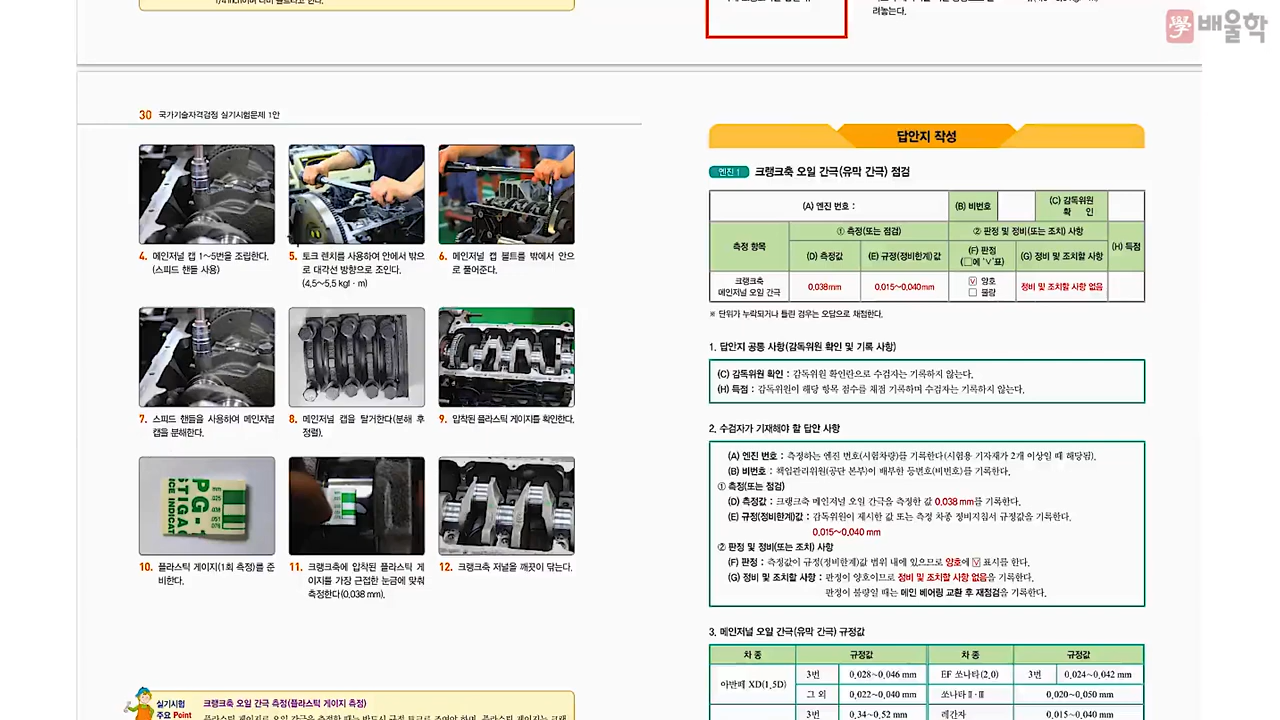 배울학
려놓는다.
30 국가기술자격검정 실기시험문제 1안
4. 메인저널 캡 1~5번을 조립한다.
(스피드 핸들 사용)
5. 토크 렌치를 사용하여 안에서 밖으
로 대각선 방향으로 조인다.
(4.5~5.5 kgf · m)
6. 메인저널 캡 볼트를 밖에서 안으
로 풀어준다.
7. 스피드 핸들을 사용하여 메인저널
캡을 분해한다.
8. 메인저널 캡을 탈거한다(분해 후
정렬).
9. 압착된 플라스틱 게이지를 확인한다.
10. 플라스틱 게이지(1회 측정)를 준
비한다.
11. 크랭크축에 압착된 플라스틱 게
이지를 가장 근접한 눈금에 맞춰
측정한다(0.038 mm).
12. 크랭크축 저널을 깨끗이 닦는다.
실기시험
주요 Point
크랭크축 오일 간극 측정(플라스틱 게이지 측정)
답안지 작성
엔진 1 크랭크축 오일 간극(유막 간극) 점검
(A) 엔진 번호 : (B) 비번호 (C) 감독위원
확 인
측정 항목 ① 측정(또는 점검) ② 판정 및 정비(또는 조치) 사항 (H) 득점
(D) 측정값 (E) 규정(정비한계)값 (F) 판정
(□에 '∨'표) (G) 정비 및 조치할 사항
크랭크축
메인저널 오일 간극 0.038mm 0.015~0.040mm ☑ 양호
□ 불량 정비 및 조치할 사항 없음
※ 단위가 누락되거나 틀린 경우는 오답으로 채점한다.
1. 답안지 공통 사항(감독위원 확인 및 기록 사항)
(C) 감독위원 확인 : 감독위원 확인란으로 수검자는 기록하지 않는다.
(H) 득점 : 감독위원이 해당 항목 점수를 채점 기록하며 수검자는 기록하지 않는다.
2. 수검자가 기재해야 할 답안 사항
(A) 엔진 번호 : 측정하는 엔진 번호(시험차량)를 기록한다(시험용 기자재가 2개 이상일 때 해당됨).
(B) 비번호 : 책임관리위원(공단 본부)이 배부한 등번호(비번호)를 기록한다.
① 측정(또는 점검)
(D) 측정값 : 크랭크축 메인저널 오일 간극을 측정한 값 0.038 mm를 기록한다.
(E) 규정(정비한계)값 : 감독위원이 제시한 값 또는 측정 차종 정비지침서 규정값을 기록한다.
0.015~0.040 mm
② 판정 및 정비(또는 조치) 사항
(F) 판정 : 측정값이 규정(정비한계)값 범위 내에 있으므로 양호에 ☑ 표시를 한다.
(G) 정비 및 조치할 사항 : 판정이 양호이므로 정비 및 조치할 사항 없음을 기록한다.
판정이 불량일 때는 메인 베어링 교환 후 재점검을 기록한다.
3. 메인저널 오일 간극(유막 간극) 규정값
차 종 규정값 차 종 규정값
아반떼 XD(1.5D) 3번 0.028~0.046 mm EF 쏘나타(2.0) 3번 0.024~0.042 mm
그 외 0.022~0.040 mm 쏘나타 Ⅱ·Ⅲ 0.020~0.050 mm
3번 0.34~0.52 mm 레간자 0.015~0.040 mm